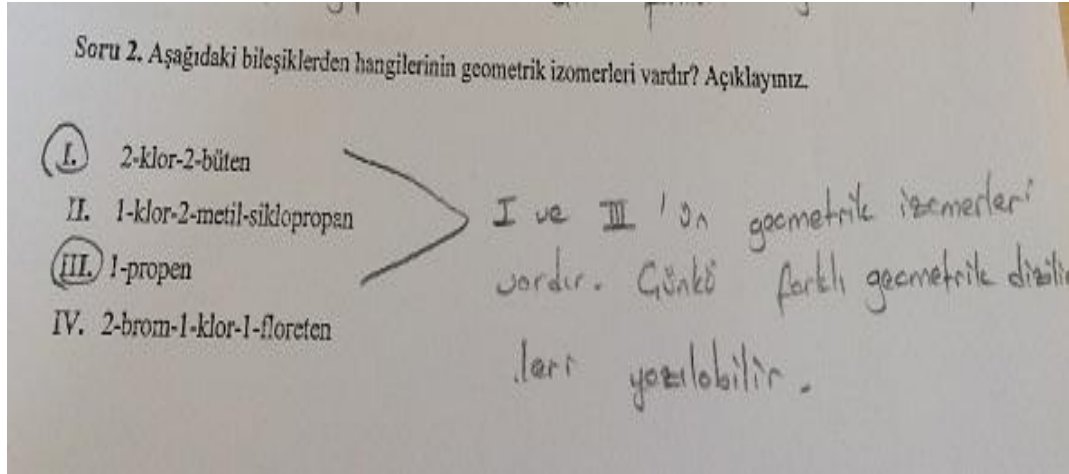 Soru 2. Aşağıdaki bileşiklerden hangilerinin geometrik izomerleri vardır? Açıklayınız.
I. 2-klor-2-büten
II. 1-klor-2-metil-siklopropan
III. 1-propen
IV. 2-brom-1-klor-1-floreten
I ve III 'ün geometrik izomerleri
vardır. Çünkü farklı geometrik dizili
leri yazılabilir.